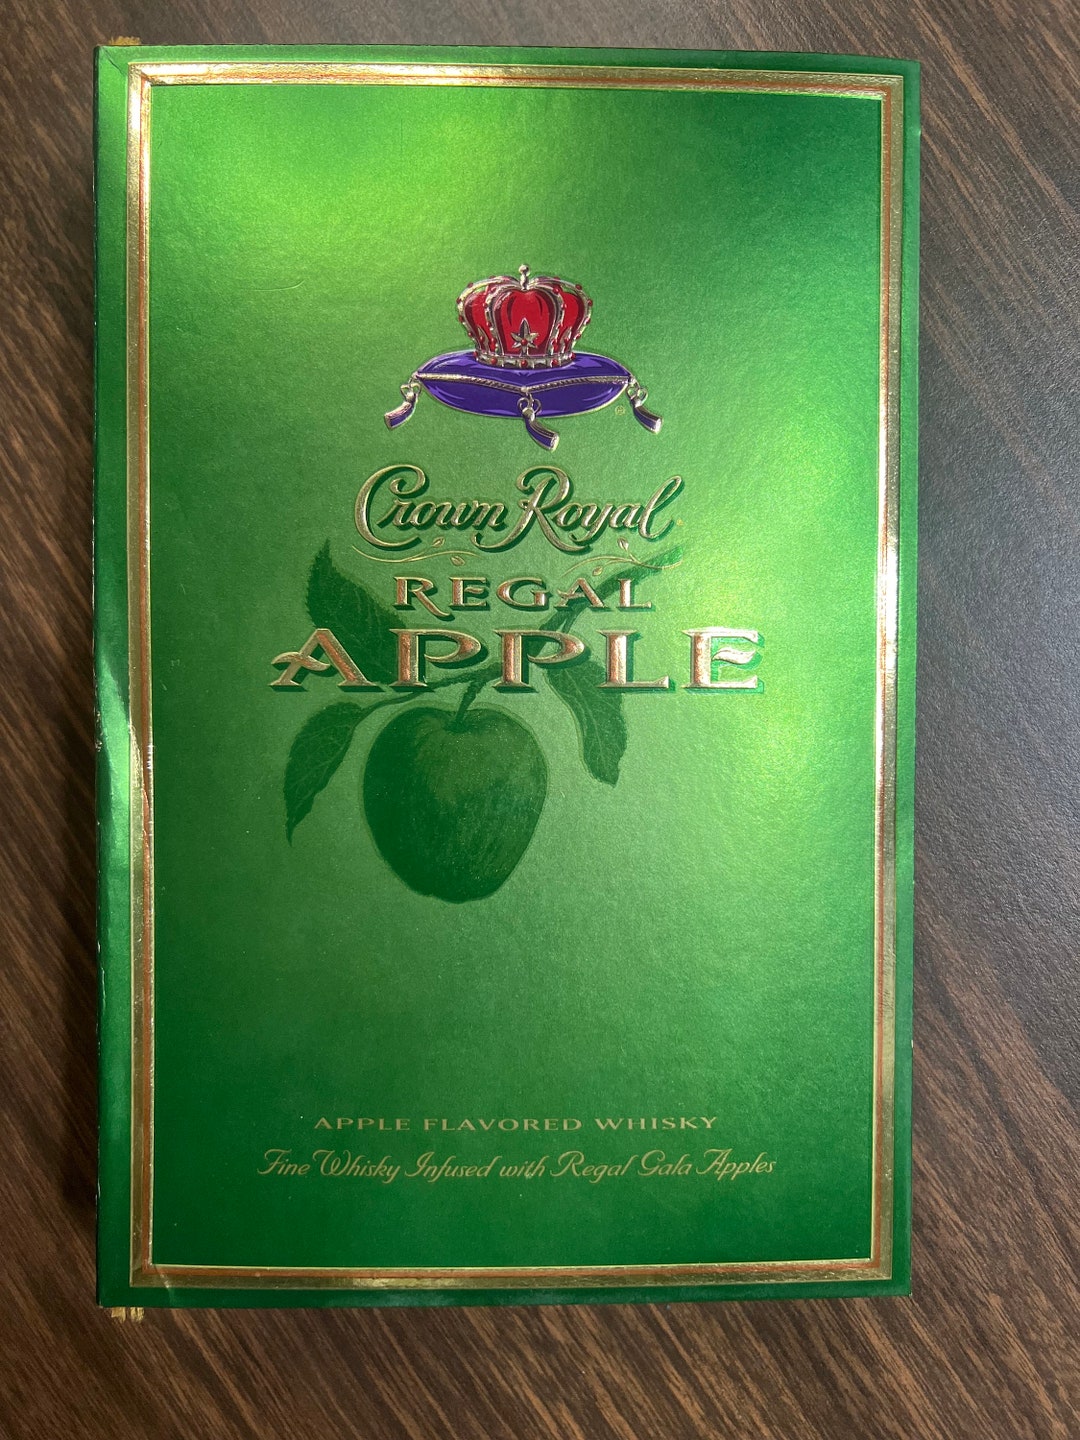 ®
Crown Royal
REGAL
APPLE
APPLE FLAVORED WHISKY
Fine Whisky Infused with Regal Gala Apples